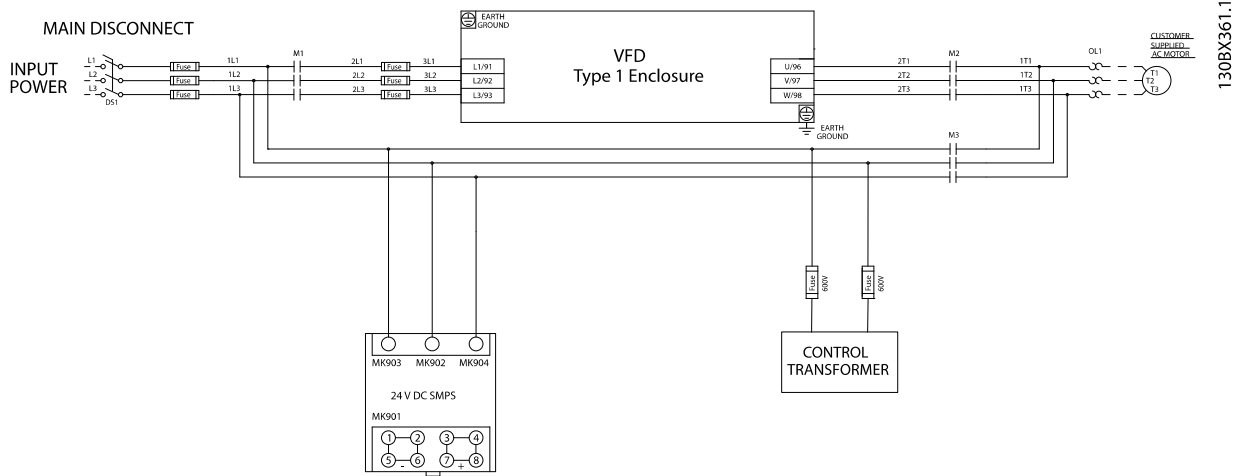 MAIN DISCONNECT
INPUT
POWER
L1
L2
L3
DS1
Fuse
Fuse
Fuse
1L1
1L2
1L3
M1
2L1
2L2
2L3
Fuse
Fuse
Fuse
3L1
3L2
3L3
EARTH
GROUND
L1/91
L2/92
L3/93
VFD
Type 1 Enclosure
U/96
V/97
W/98
EARTH
GROUND
2T1
2T2
2T3
M2
1T1
1T2
1T3
OL1
CUSTOMER
SUPPLIED
AC MOTOR
T1
T2
T3
130BX361.1
M3
Fuse
600V
Fuse
600V
CONTROL
TRANSFORMER
MK903 MK902 MK904
24 V DC SMPS
MK901
1 2 3 4
5 - 6 7 + 8